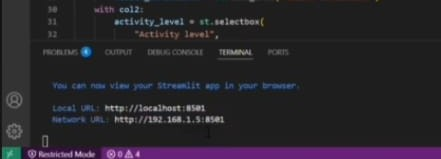 30 with col2:
31 activity_level = st.selectbox(
32 "Activity level",
PROBLEMS 4 OUTPUT DEBUG CONSOLE TERMINAL PORTS
You can now view your Streamlit app in your browser.
Local URL: http://localhost:8501
Network URL: http://192.168.1.5:8501
Restricted Mode 0 4